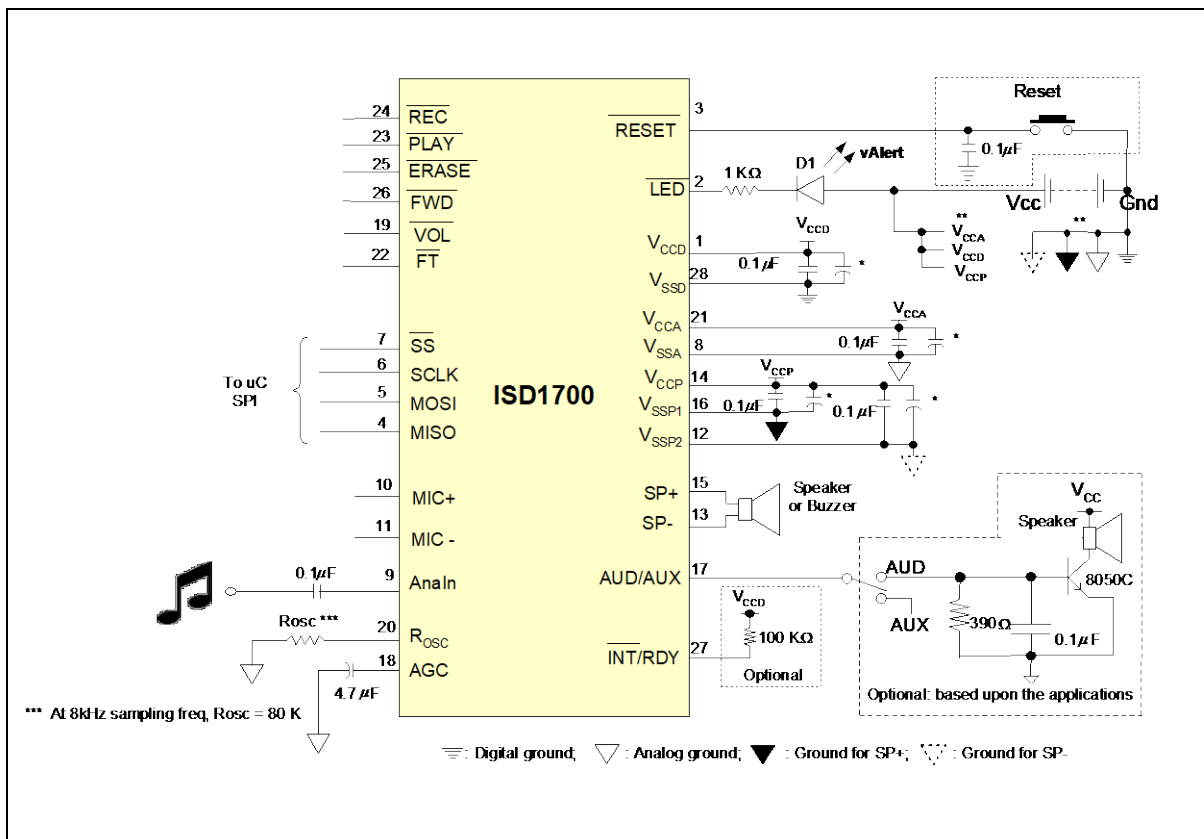 24 REC
23 PLAY
25 ERASE
26 FWD
19 VOL
22 FT
7 SS
6 SCLK
5 MOSI
4 MISO
To uC
SPI
10 MIC+
11 MIC -
0.1µF
9 AnaIn
Rosc ***
20 ROSC
18 AGC
4.7 µF
*** At 8kHz sampling freq, Rosc = 80 K
ISD1700
RESET 3
Reset
0.1µF
LED 2
1 KΩ
D1
vAlert
Vcc
Gnd
**
VCCA
VCCD
VCCP
**
VCCD 1
VCCD
0.1µF
*
VSSD 28
VCCA 21
VCCA
0.1µF
*
VSSA 8
VCCP 14
VCCP
0.1µF
*
0.1µF
*
VSSP1 16
VSSP2 12
SP+ 15
SP- 13
Speaker
or Buzzer
AUD/AUX 17
AUD
AUX
VCC
Speaker
8050C
390Ω
0.1µF
Optional: based upon the applications
INT/RDY 27
VCCD
100 KΩ
Optional
: Digital ground; : Analog ground; : Ground for SP+; : Ground for SP-